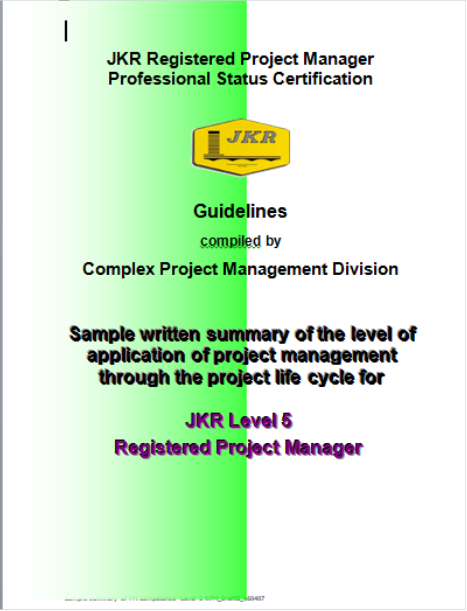 JKR Registered Project Manager
Professional Status Certification
JKR
Guidelines
compiled by
Complex Project Management Division
Sample written summary of the level of
application of project management
through the project life cycle for
JKR Level 5
Registered Project Manager